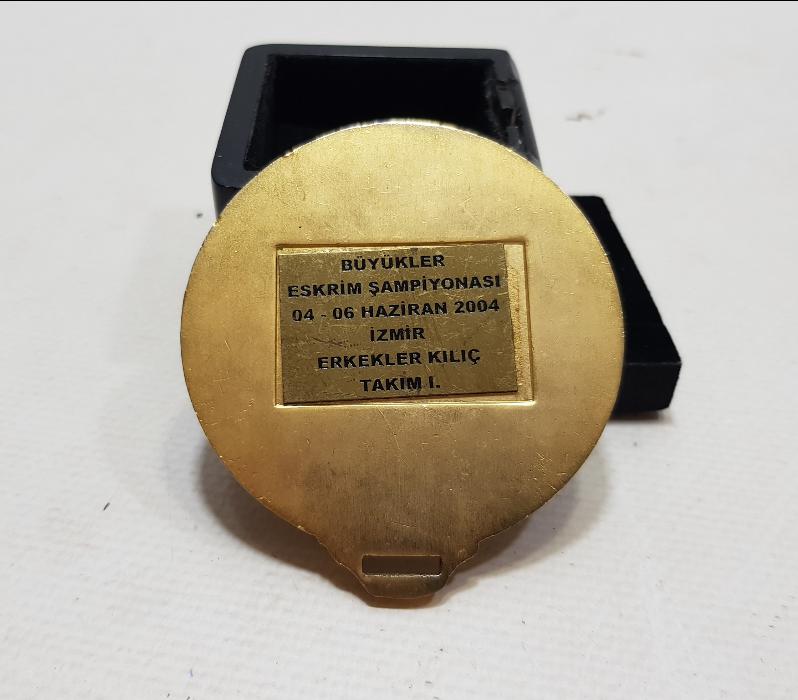 BÜYÜKLER
ESKRİM ŞAMPİYONASI
04 - 06 HAZİRAN 2004
İZMİR
ERKEKLER KILIÇ
TAKIM I.